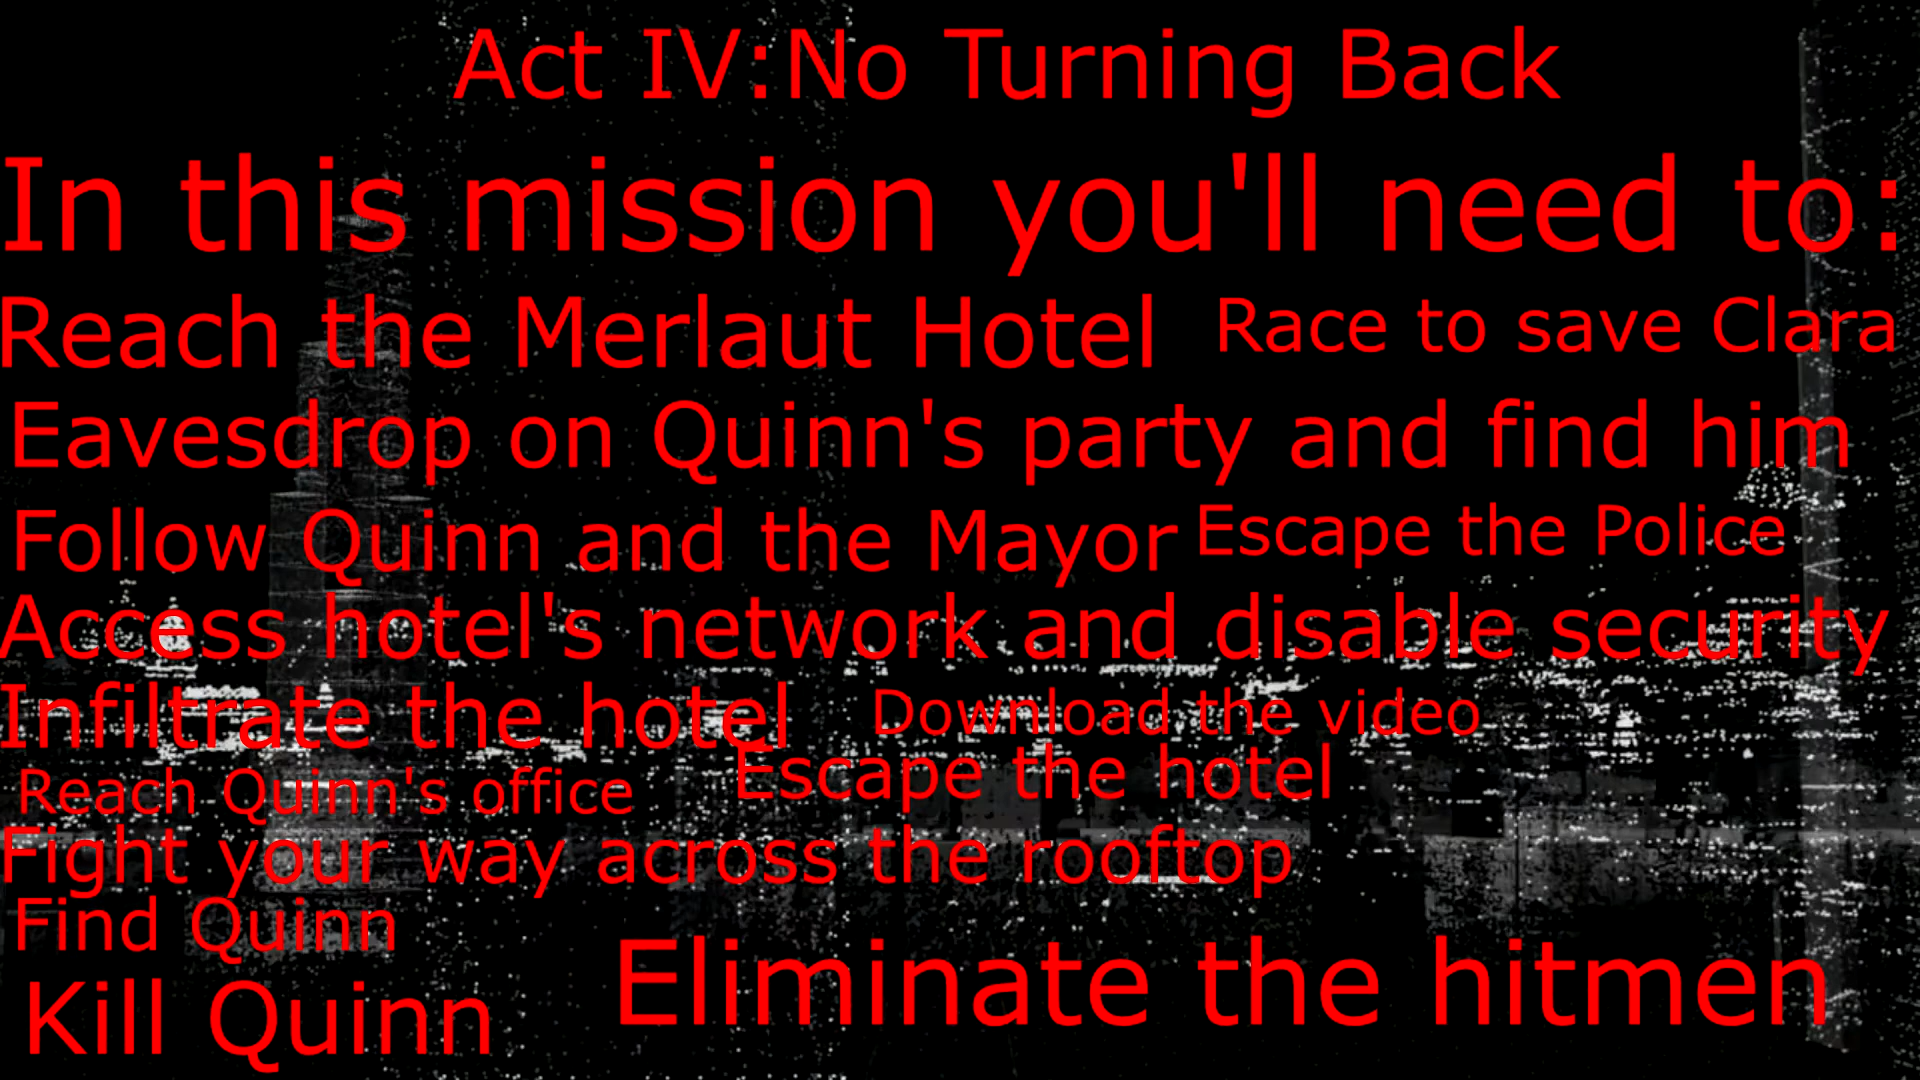 Act IV:No Turning Back
In this mission you'll need to:
Reach the Merlaut Hotel
Race to save Clara
Eavesdrop on Quinn's party and find him
Follow Quinn and the Mayor
Escape the Police
Access hotel's network and disable security
Infiltrate the hotel
Download the video
Reach Quinn's office
Escape the hotel
Fight your way across the rooftop
Find Quinn
Kill Quinn
Eliminate the hitmen